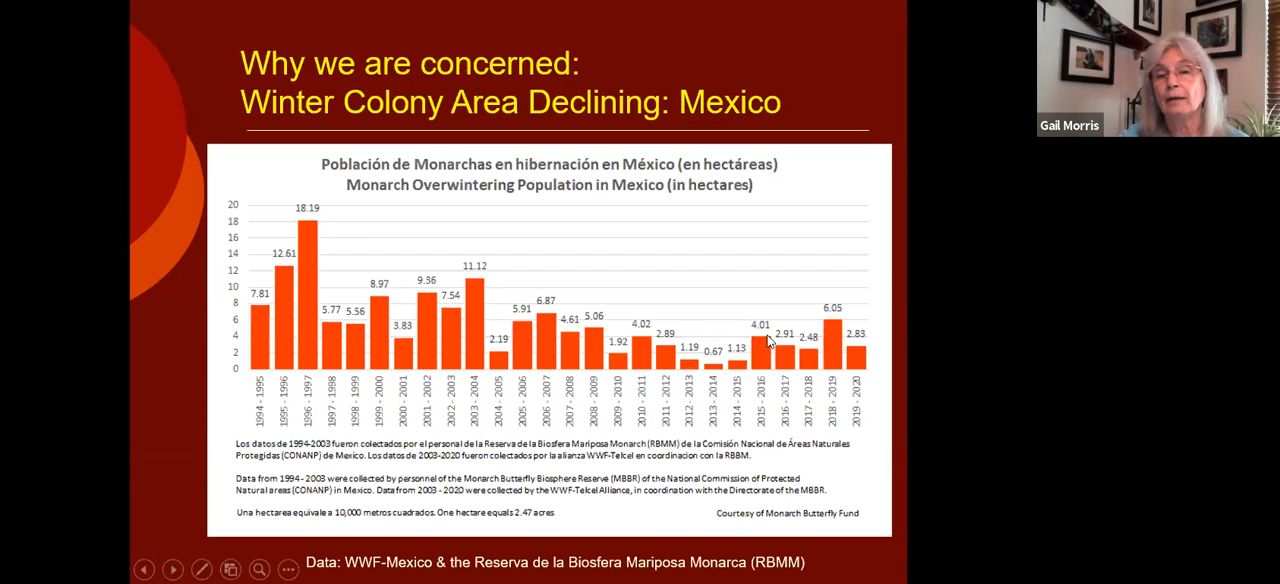 Why we are concerned:
Winter Colony Area Declining: Mexico
Gail Morris
Población de Monarchas en hibernación en México (en hectáreas)
Monarch Overwintering Population in Mexico (in hectares)
20
18
16
14
12
10
8
6
4
2
0
7.81
12.61
18.19
5.77
5.56
8.97
3.83
9.36
7.54
11.12
2.19
5.91
6.87
4.61
5.06
1.92
4.02
2.89
1.19
0.67
1.13
4.01
2.91
2.48
6.05
2.83
1994 - 1995
1995 - 1996
1996 - 1997
1997 - 1998
1998 - 1999
1999 - 2000
2000 - 2001
2001 - 2002
2002 - 2003
2003 - 2004
2004 - 2005
2005 - 2006
2006 - 2007
2007 - 2008
2008 - 2009
2009 - 2010
2010 - 2011
2011 - 2012
2012 - 2013
2013 - 2014
2014 - 2015
2015 - 2016
2016 - 2017
2017 - 2018
2018 - 2019
2019 - 2020
Los datos de 1994-2003 fueron colectados por el personal de la Reserva de la Biosfera Mariposa Monarch (RBMM) de la Comisión Nacional de Áreas Naturales
Protegidas (CONANP) de Mexico. Los datos de 2003-2020 fueron colectados por la alianza WWF-Telcel en coordinacion con la RBBM.
Data from 1994 - 2003 were collected by personnel of the Monarch Butterfly Biosphere Reserve (MBBR) of the National Commission of Protected
Natural areas (CONANP) in Mexico. Data from 2003 - 2020 were collected by the WWF-Telcel Alliance, in coordination with the Directorate of the MBBR.
Una hectarea equivale a 10,000 metros cuadrados. One hectare equals 2.47 acres
Courtesy of Monarch Butterfly Fund
Data: WWF-Mexico & the Reserva de la Biosfera Mariposa Monarca (RBMM)